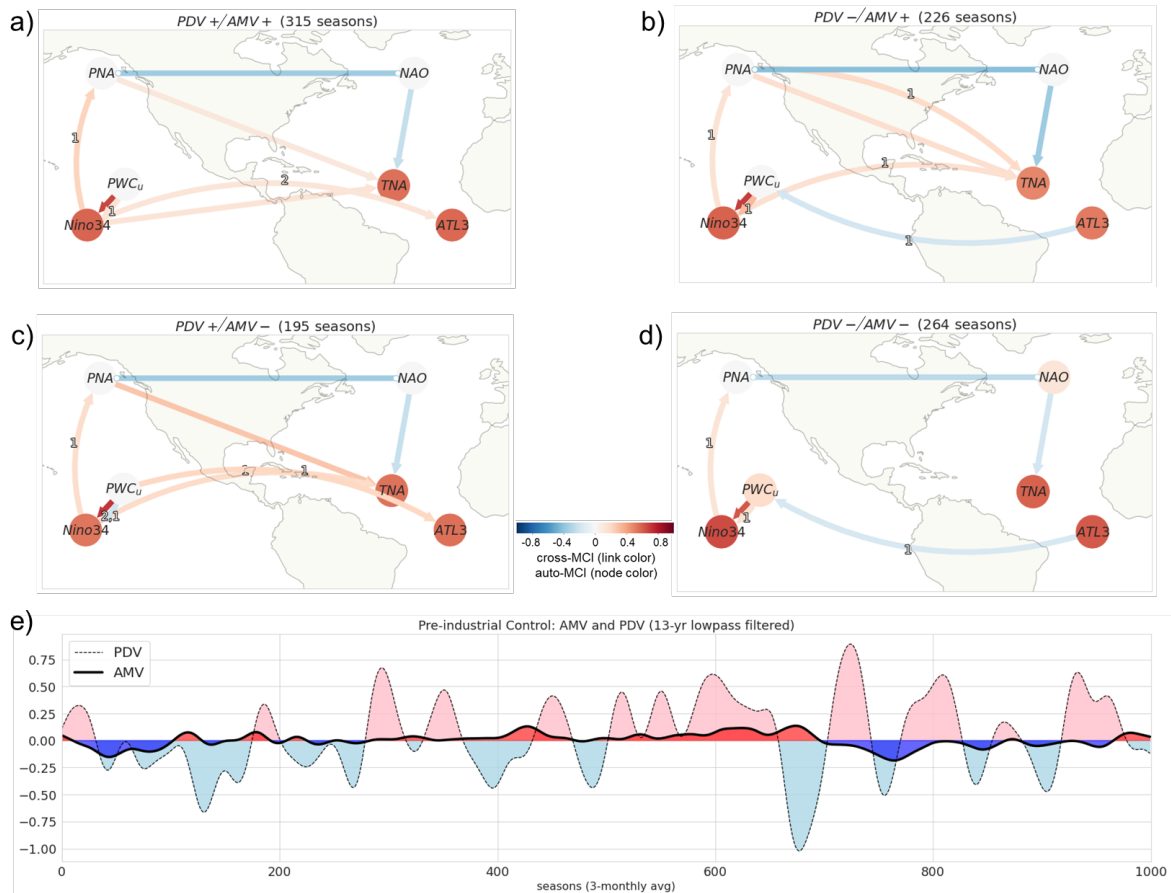 a)
PDV+/AMV+ (315 seasons)
PNA
NAO
1
PWCu
2
TNA
1
Nino34
ATL3
b)
PDV−/AMV+ (226 seasons)
PNA
NAO
1
1
1
PWCu
TNA
1
Nino34
ATL3
1
c)
PDV+/AMV− (195 seasons)
PNA
NAO
1
1
PWCu
TNA
2,1
Nino34
ATL3
d)
PDV−/AMV− (264 seasons)
PNA
NAO
1
PWCu
TNA
1
Nino34
ATL3
1
-0.8 -0.4 0 0.4 0.8
cross-MCI (link color)
auto-MCI (node color)
e)
Pre-industrial Control: AMV and PDV (13-yr lowpass filtered)
PDV
AMV
0.75
0.50
0.25
0.00
−0.25
−0.50
−0.75
−1.00
0 200 400 600 800 1000
seasons (3-monthly avg)